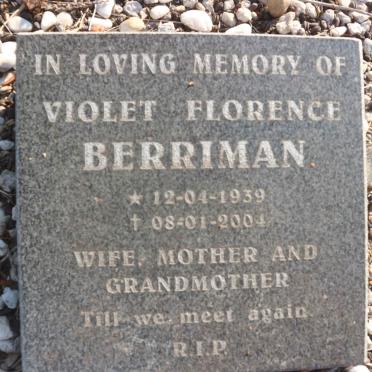 IN LOVING MEMORY OF
VIOLET FLORENCE
BERRIMAN
★ 12-04-1939
† 08-01-2004
WIFE, MOTHER AND
GRANDMOTHER
Till we meet again
R.I.P.